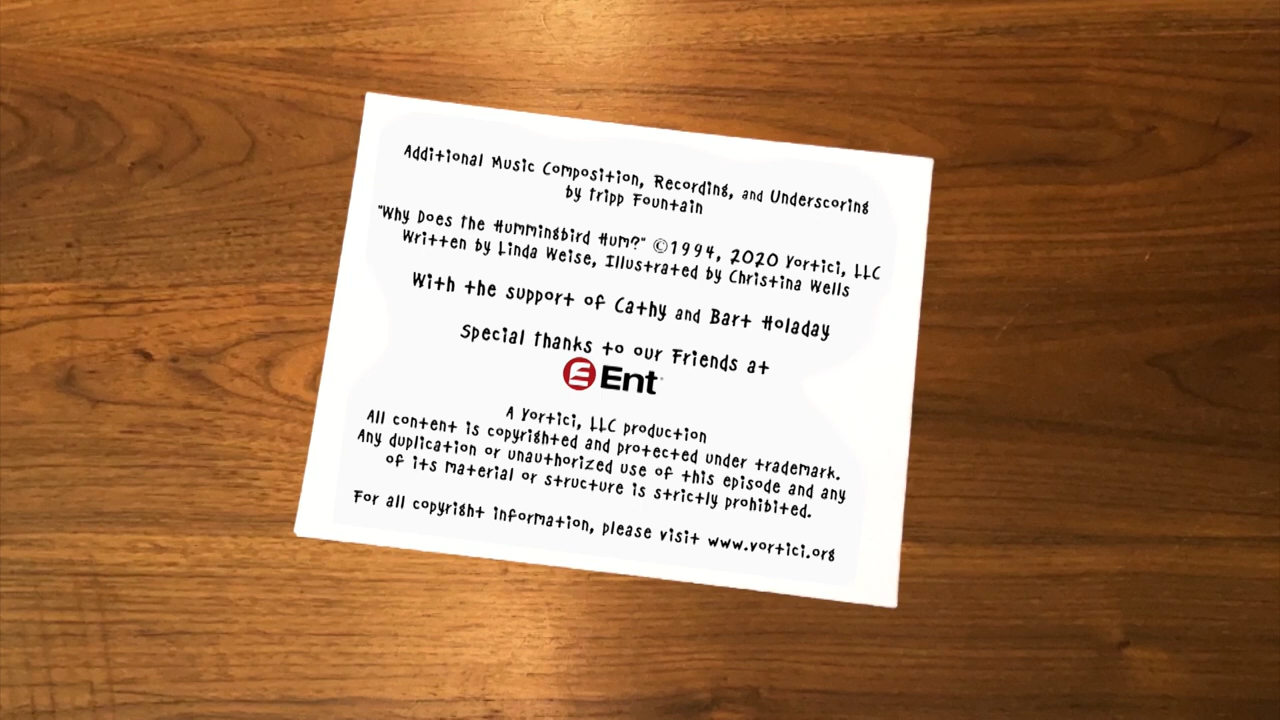 Additional Music Composition, Recording, and Underscoring
by Tripp Fountain
"Why Does the Hummingbird Hum?" ©1994, 2020 Vortici, LLC
Written by Linda Weise, Illustrated by Christina Wells
With the support of Cathy and Bart Holaday
Special thanks to our Friends at
Ent
A Vortici, LLC production
All content is copyrighted and protected under trademark.
Any duplication or unauthorized use of this episode and any
of its material or structure is strictly prohibited.
For all copyright information, please visit www.vortici.org